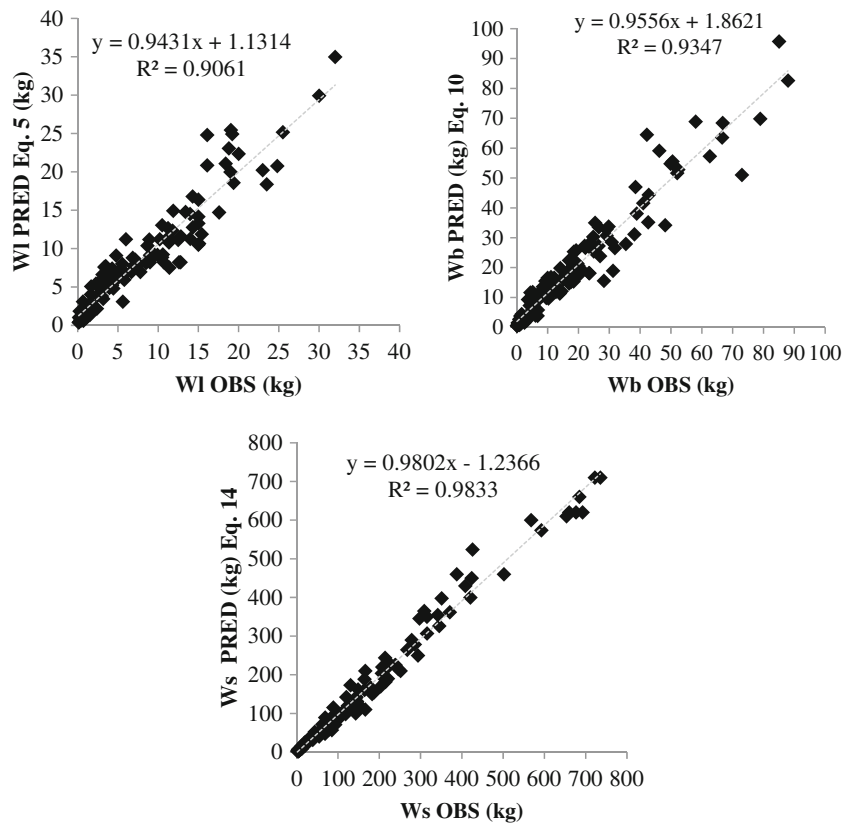 y = 0.9431x + 1.1314
R² = 0.9061
Wl PRED Eq. 5 (kg)
40
35
30
25
20
15
10
5
0
0 5 10 15 20 25 30 35 40
Wl OBS (kg)
y = 0.9556x + 1.8621
R² = 0.9347
Wb PRED (kg) Eq. 10
100
90
80
70
60
50
40
30
20
10
0
0 10 20 30 40 50 60 70 80 90 100
Wb OBS (kg)
y = 0.9802x - 1.2366
R² = 0.9833
Ws PRED (kg) Eq. 14
800
700
600
500
400
300
200
100
0
0 100 200 300 400 500 600 700 800
Ws OBS (kg)